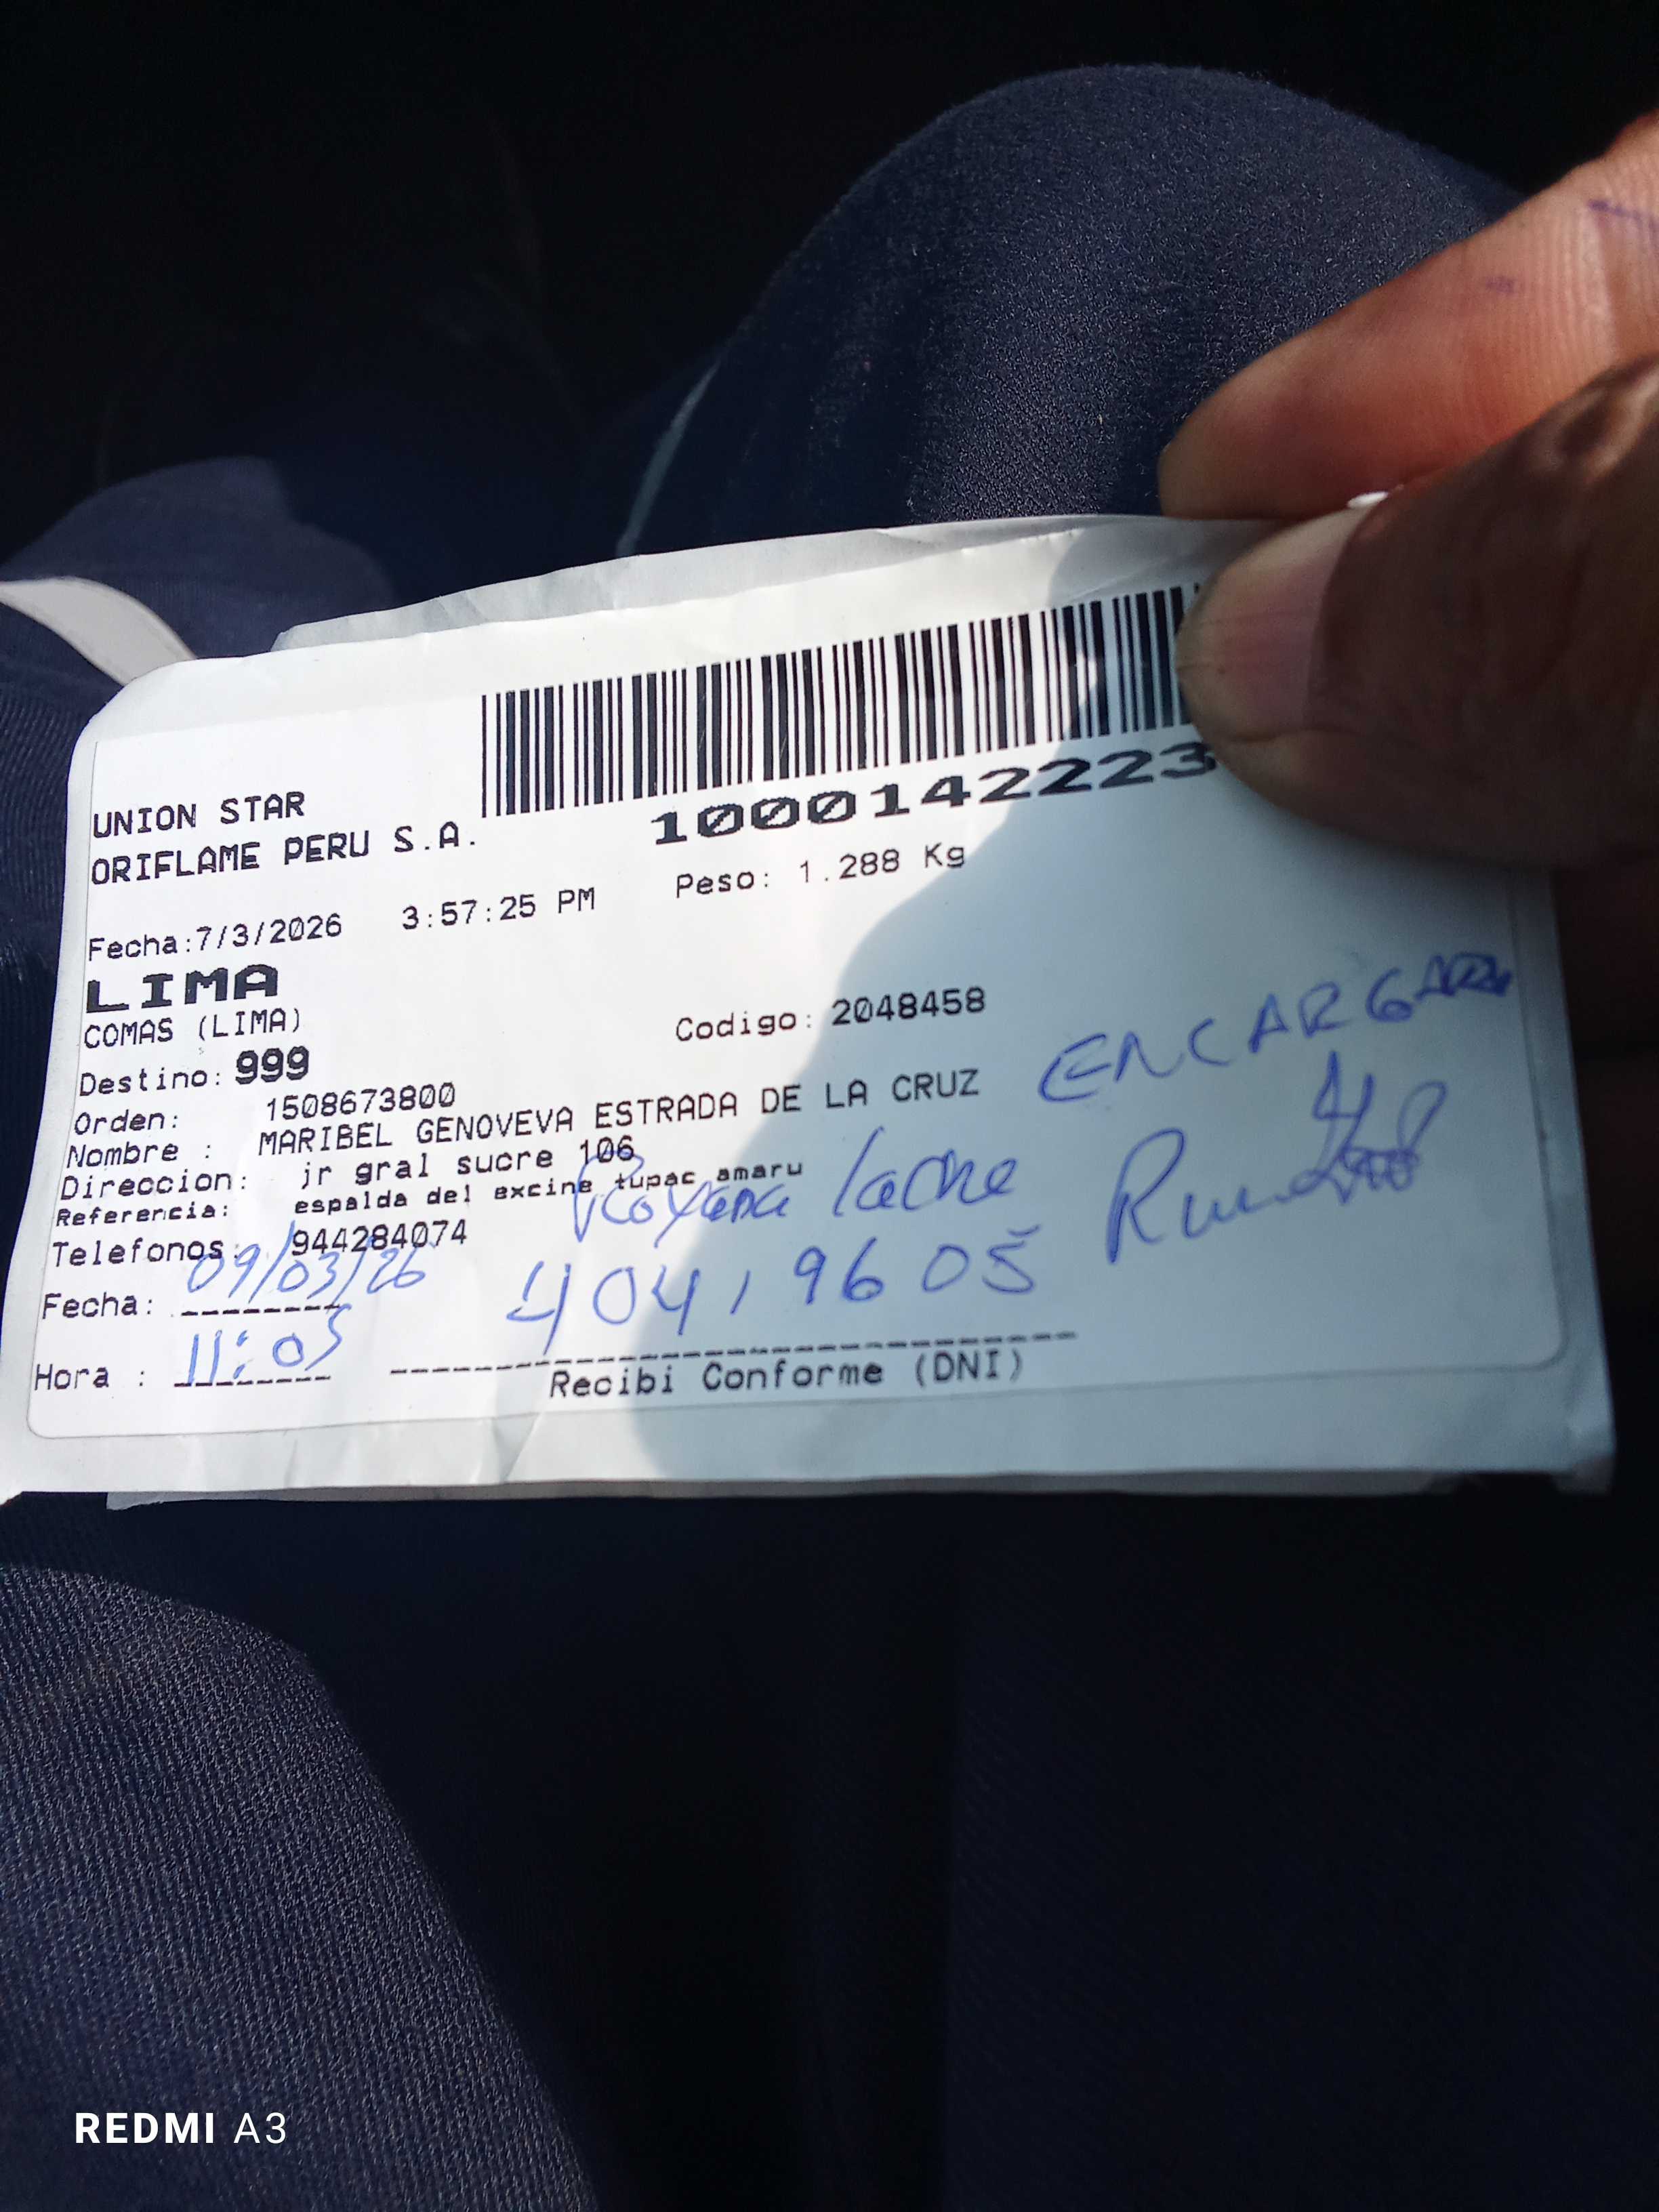 1000142223
UNION STAR
ORIFLAME PERU S.A.
Peso: 1.288 Kg
Fecha:7/3/2026 3:57:25 PM
LIMA
COMAS (LIMA)
Codigo: 2048458
Destino: 999
Orden: 1508673800
Nombre : MARIBEL GENOVEVA ESTRADA DE LA CRUZ
ENCARGADA
Direccion: jr gral sucre 106
Referencia: espalda del excine tupac amaru
Roxana
Telefonos: 944284074
Fecha: 09/03/26
40419605
Hora : 11:05
Recibi Conforme (DNI)
REDMI A3